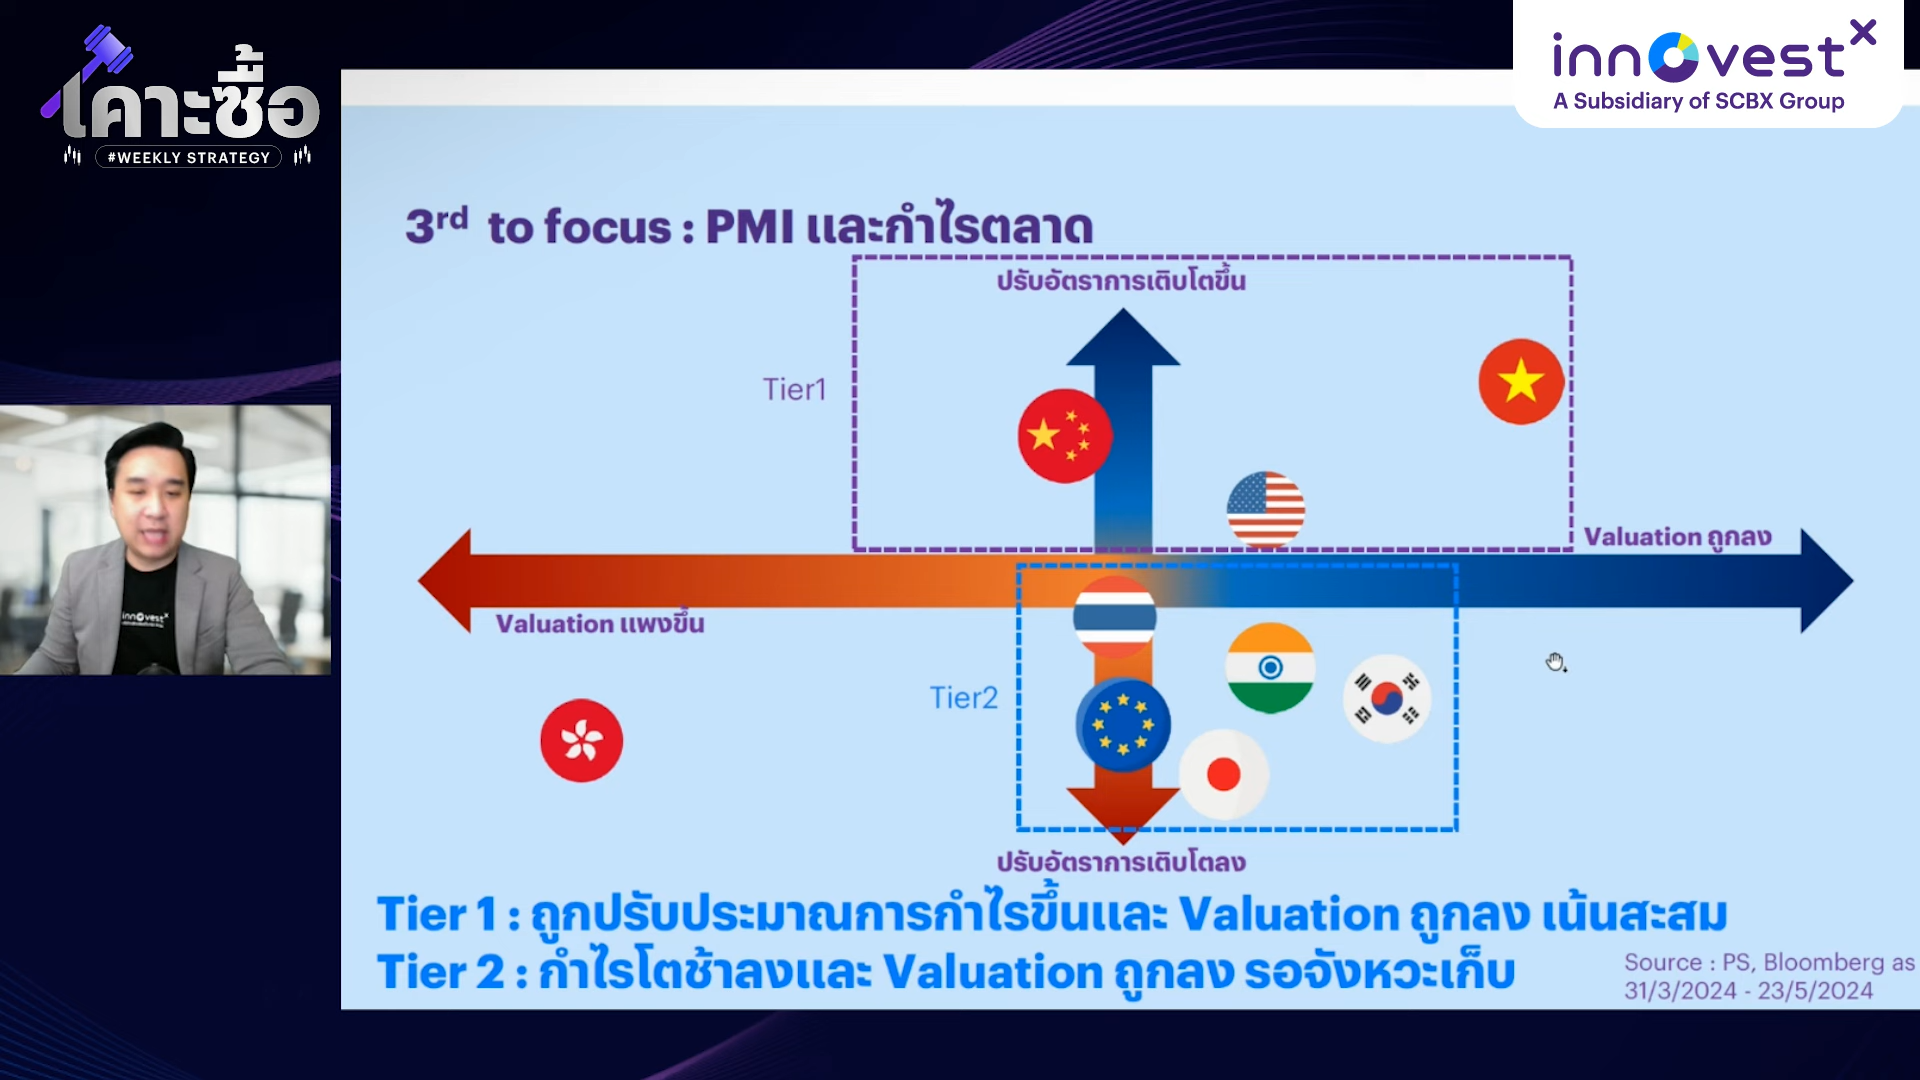 เคาะซื้อ
#WEEKLY STRATEGY
innovestx
A Subsidiary of SCBX Group
3rd to focus : PMI และกำไรตลาด
ปรับอัตราการเติบโตขึ้น
Tier1
Valuation ถูกลง
Valuation แพงขึ้น
Tier2
ปรับอัตราการเติบโตลง
Tier 1 : ถูกปรับประมาณการกำไรขึ้นและ Valuation ถูกลง เน้นสะสม
Tier 2 : กำไรโตช้าลงและ Valuation ถูกลง รอจังหวะเก็บ
Source : PS, Bloomberg as
31/3/2024 - 23/5/2024
innovestx